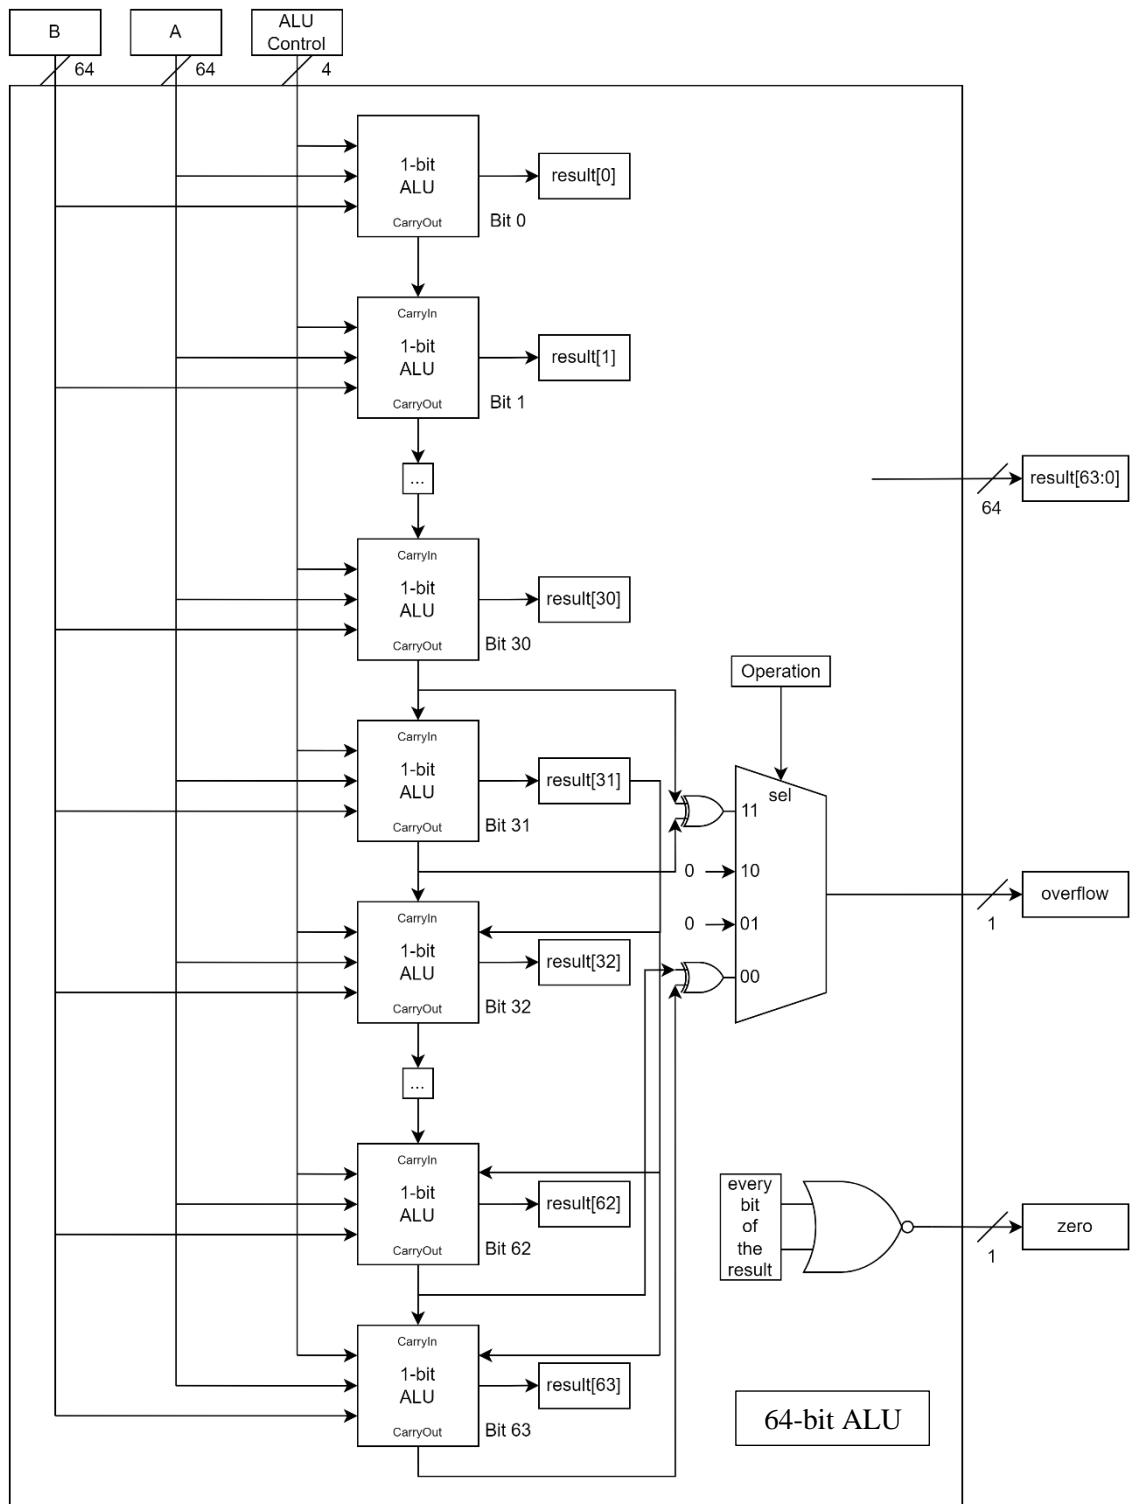 B
A
ALU
Control
64
64
4
1-bit
ALU
CarryOut
Bit 0
result[0]
CarryIn
1-bit
ALU
CarryOut
Bit 1
result[1]
...
result[63:0]
64
CarryIn
1-bit
ALU
CarryOut
Bit 30
result[30]
Operation
CarryIn
1-bit
ALU
CarryOut
Bit 31
result[31]
sel
11
0
10
0
01
00
overflow
1
CarryIn
1-bit
ALU
CarryOut
Bit 32
result[32]
...
CarryIn
1-bit
ALU
CarryOut
Bit 62
result[62]
every
bit
of
the
result
zero
1
CarryIn
1-bit
ALU
CarryOut
Bit 63
result[63]
64-bit ALU